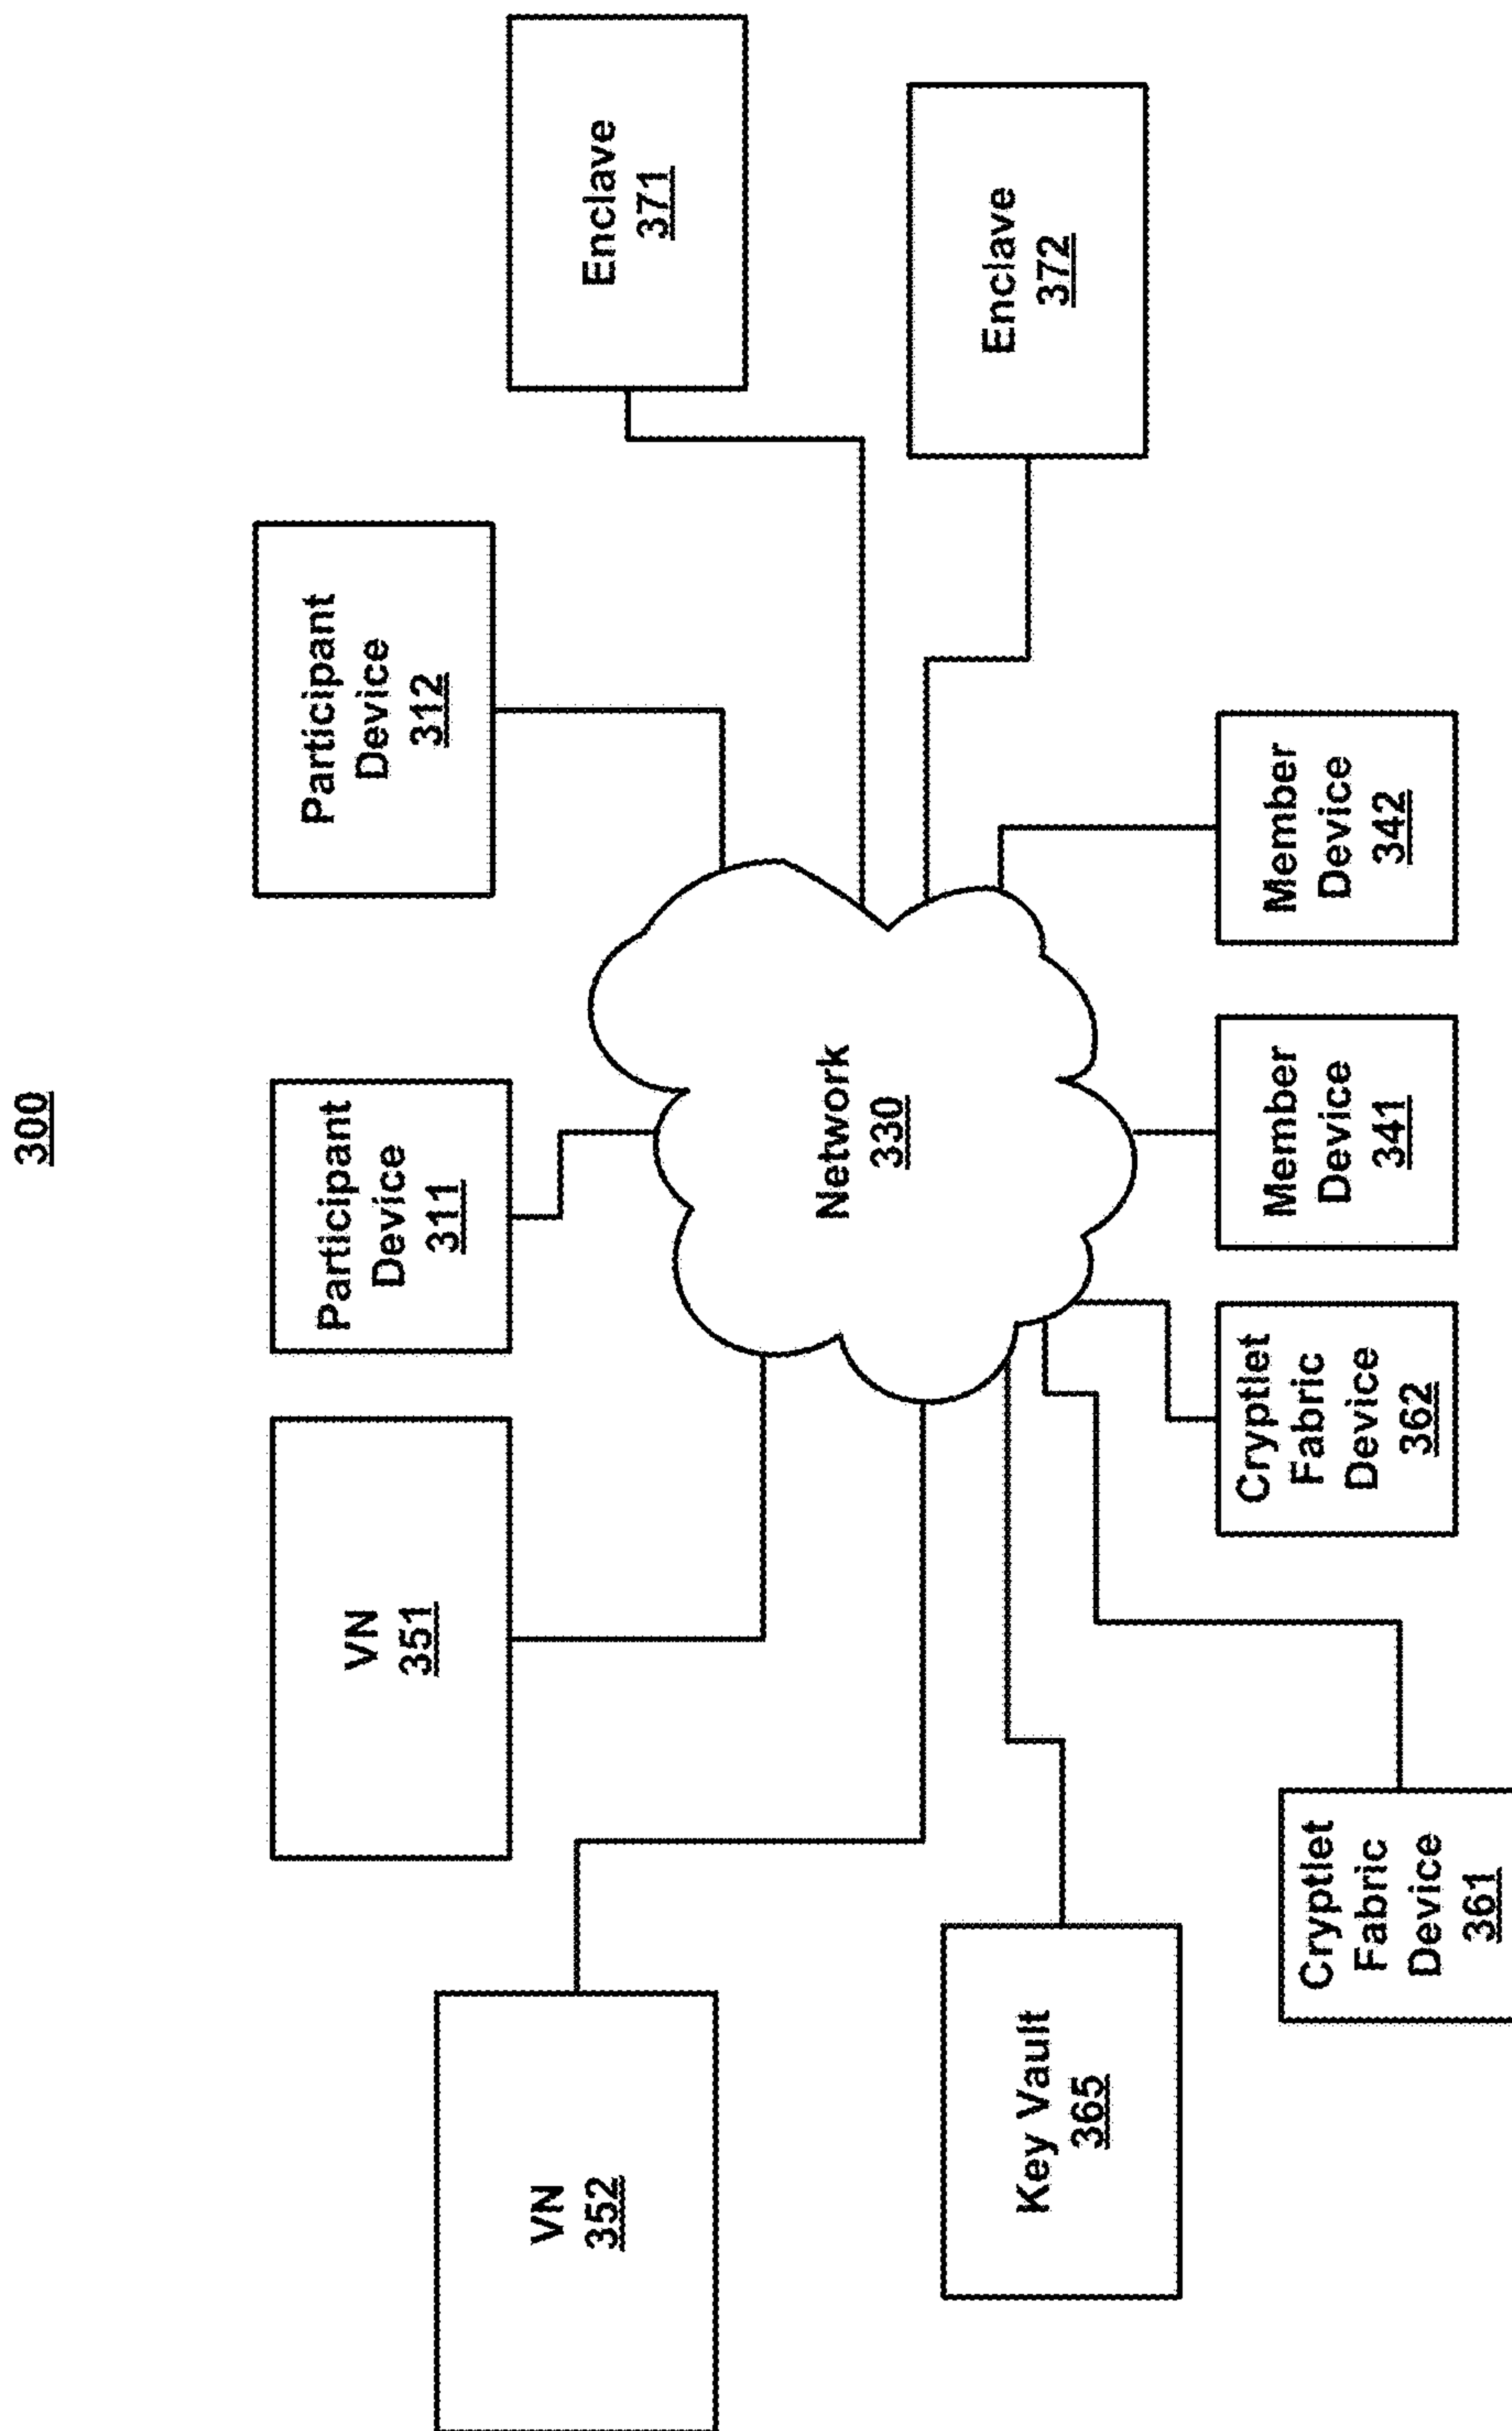 300
VN
352
VN
351
Participant
Device
311
Participant
Device
312
Enclave
371
Network
330
Enclave
372
Key Vault
365
Cryptlet
Fabric
Device
361
Cryptlet
Fabric
Device
362
Member
Device
341
Member
Device
342